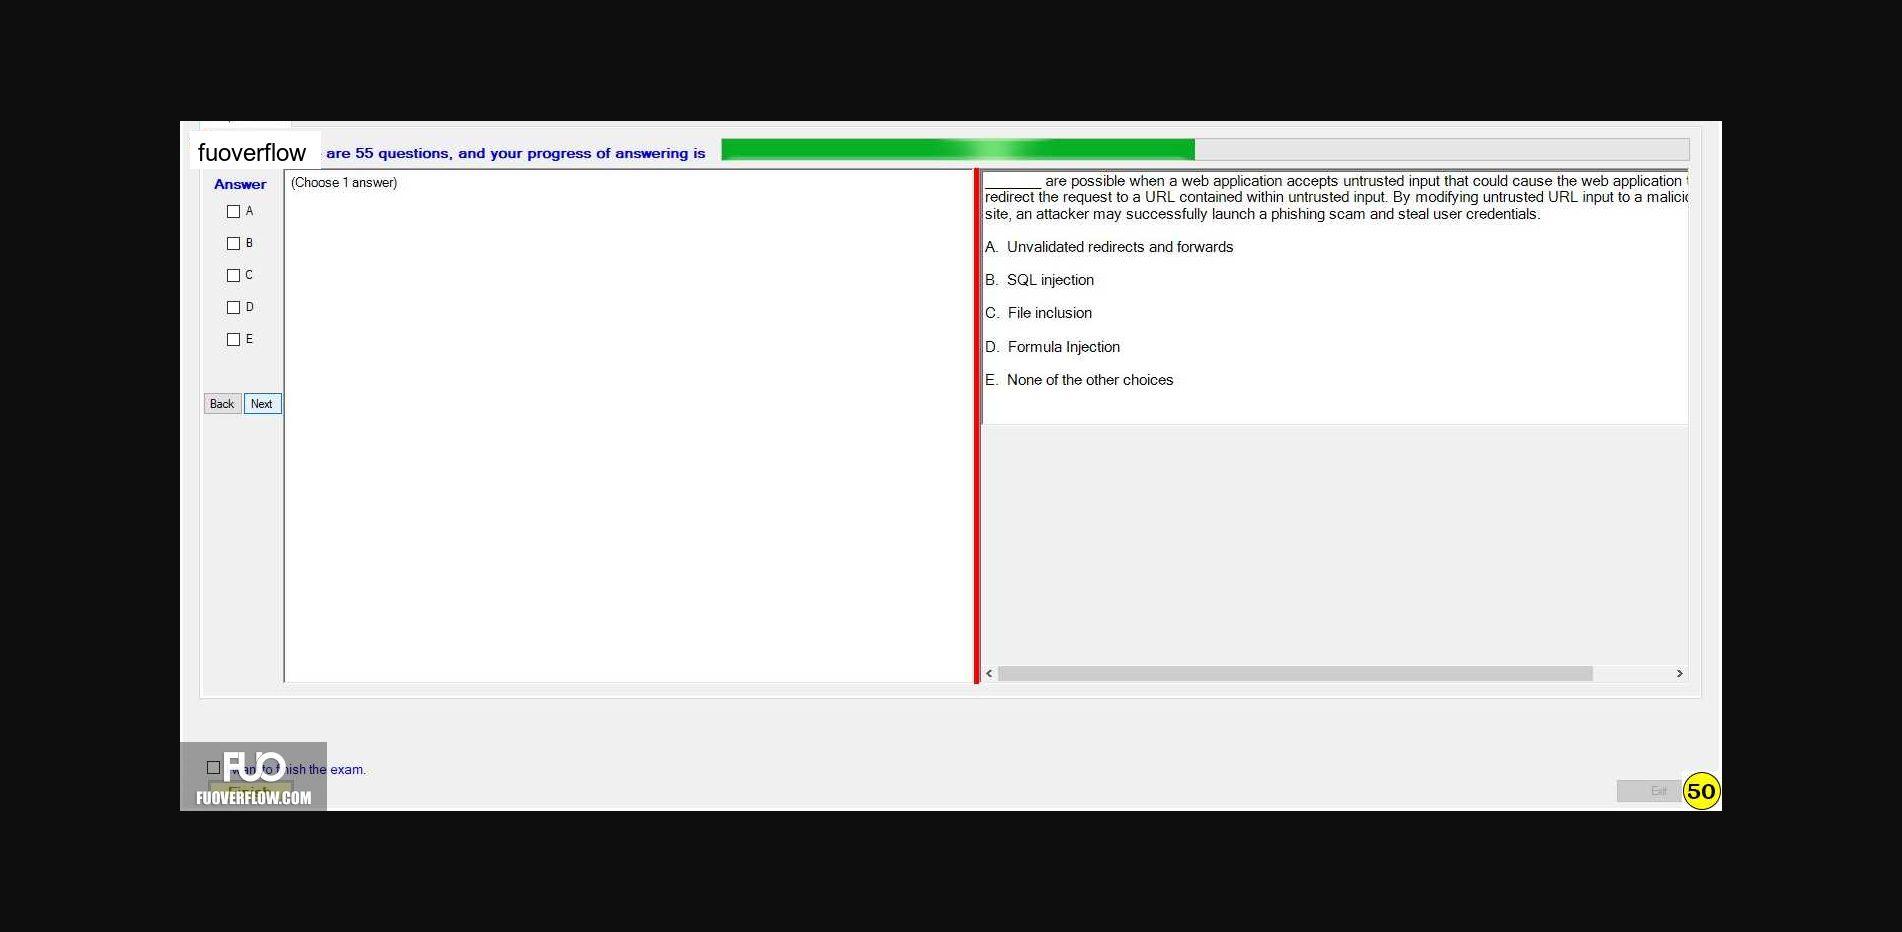 fuoverflow are 55 questions, and your progress of answering is
Answer
(Choose 1 answer)
A
B
C
D
E
Back Next
_______ are possible when a web application accepts untrusted input that could cause the web application
redirect the request to a URL contained within untrusted input. By modifying untrusted URL input to a malici
site, an attacker may successfully launch a phishing scam and steal user credentials.
A. Unvalidated redirects and forwards
B. SQL injection
C. File inclusion
D. Formula Injection
E. None of the other choices
FUO
want to finish the exam.
Finish
FUOVERFLOW.COM
Exit
50